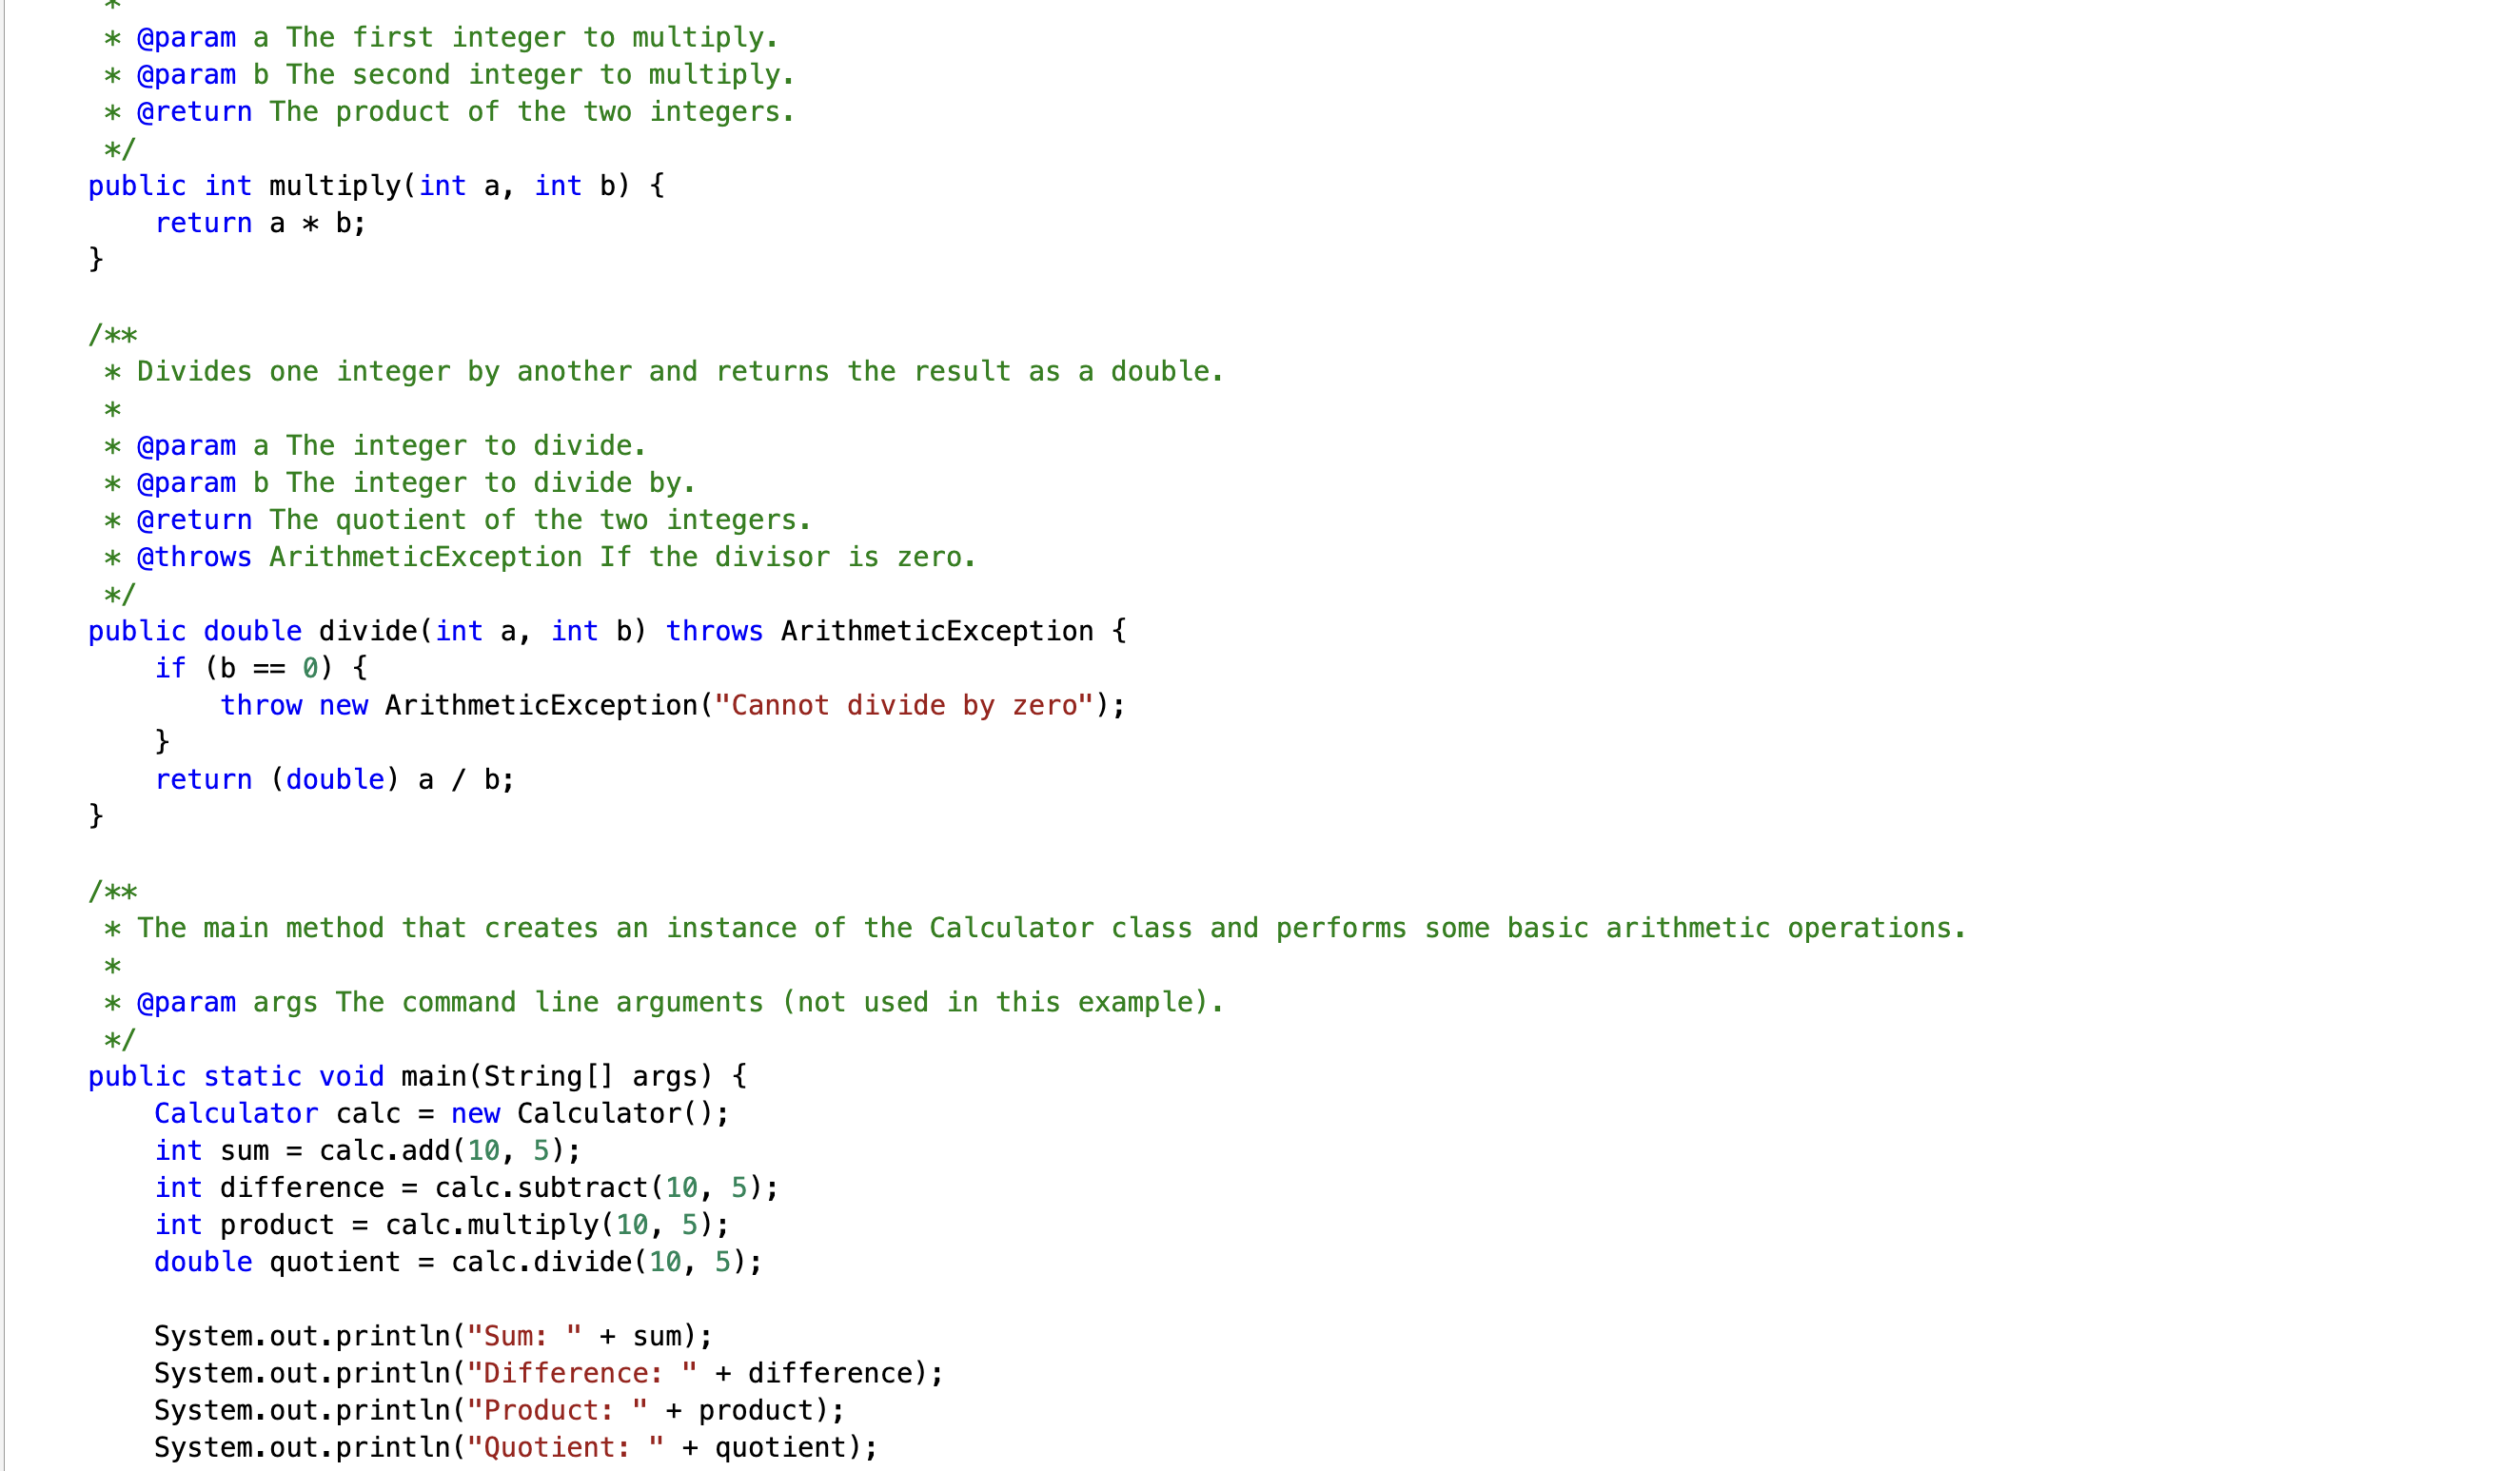 *
* @param a The first integer to multiply.
* @param b The second integer to multiply.
* @return The product of the two integers.
*/
public int multiply(int a, int b) {
return a * b;
}
/**
* Divides one integer by another and returns the result as a double.
*
* @param a The integer to divide.
* @param b The integer to divide by.
* @return The quotient of the two integers.
* @throws ArithmeticException If the divisor is zero.
*/
public double divide(int a, int b) throws ArithmeticException {
if (b == 0) {
throw new ArithmeticException("Cannot divide by zero");
}
return (double) a / b;
}
/**
* The main method that creates an instance of the Calculator class and performs some basic arithmetic operations.
*
* @param args The command line arguments (not used in this example).
*/
public static void main(String[] args) {
Calculator calc = new Calculator();
int sum = calc.add(10, 5);
int difference = calc.subtract(10, 5);
int product = calc.multiply(10, 5);
double quotient = calc.divide(10, 5);
System.out.println("Sum: " + sum);
System.out.println("Difference: " + difference);
System.out.println("Product: " + product);
System.out.println("Quotient: " + quotient);